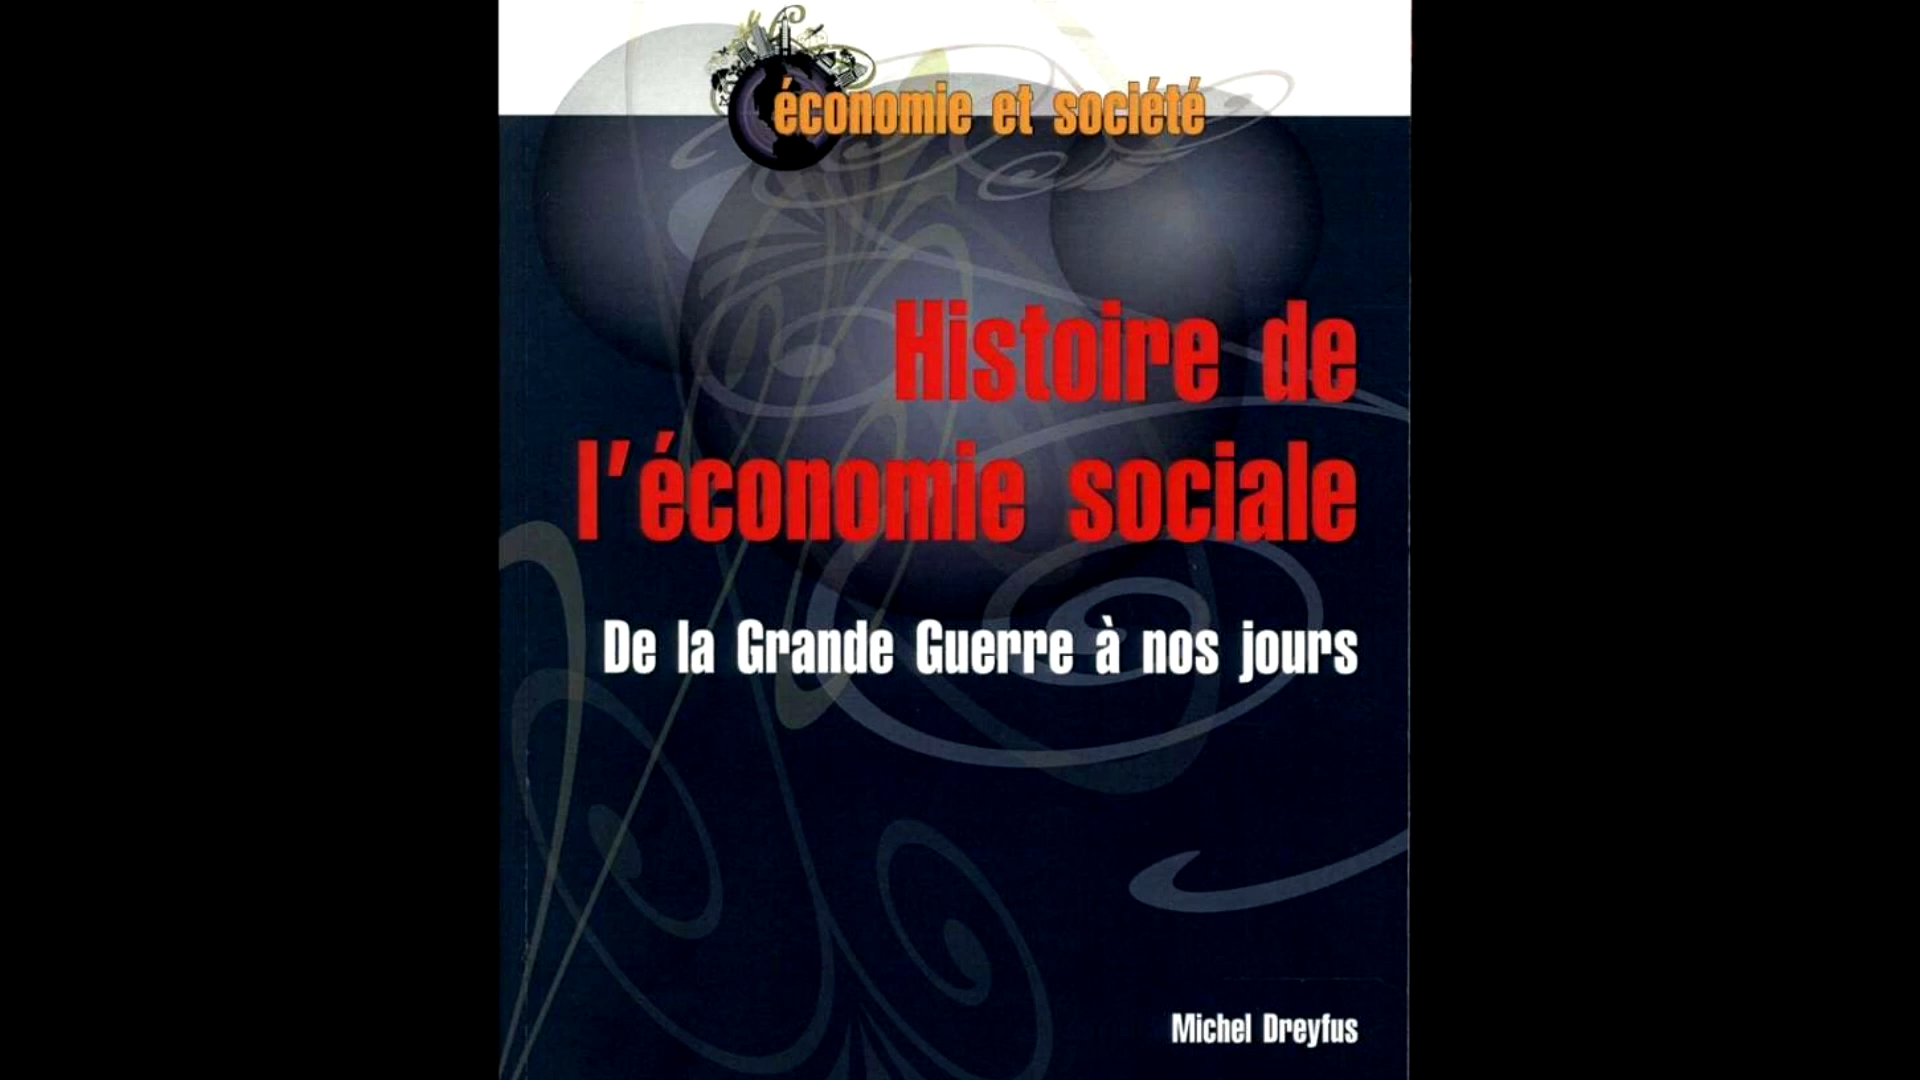 économie et société
Histoire de
l'économie sociale
De la Grande Guerre à nos jours
Michel Dreyfus